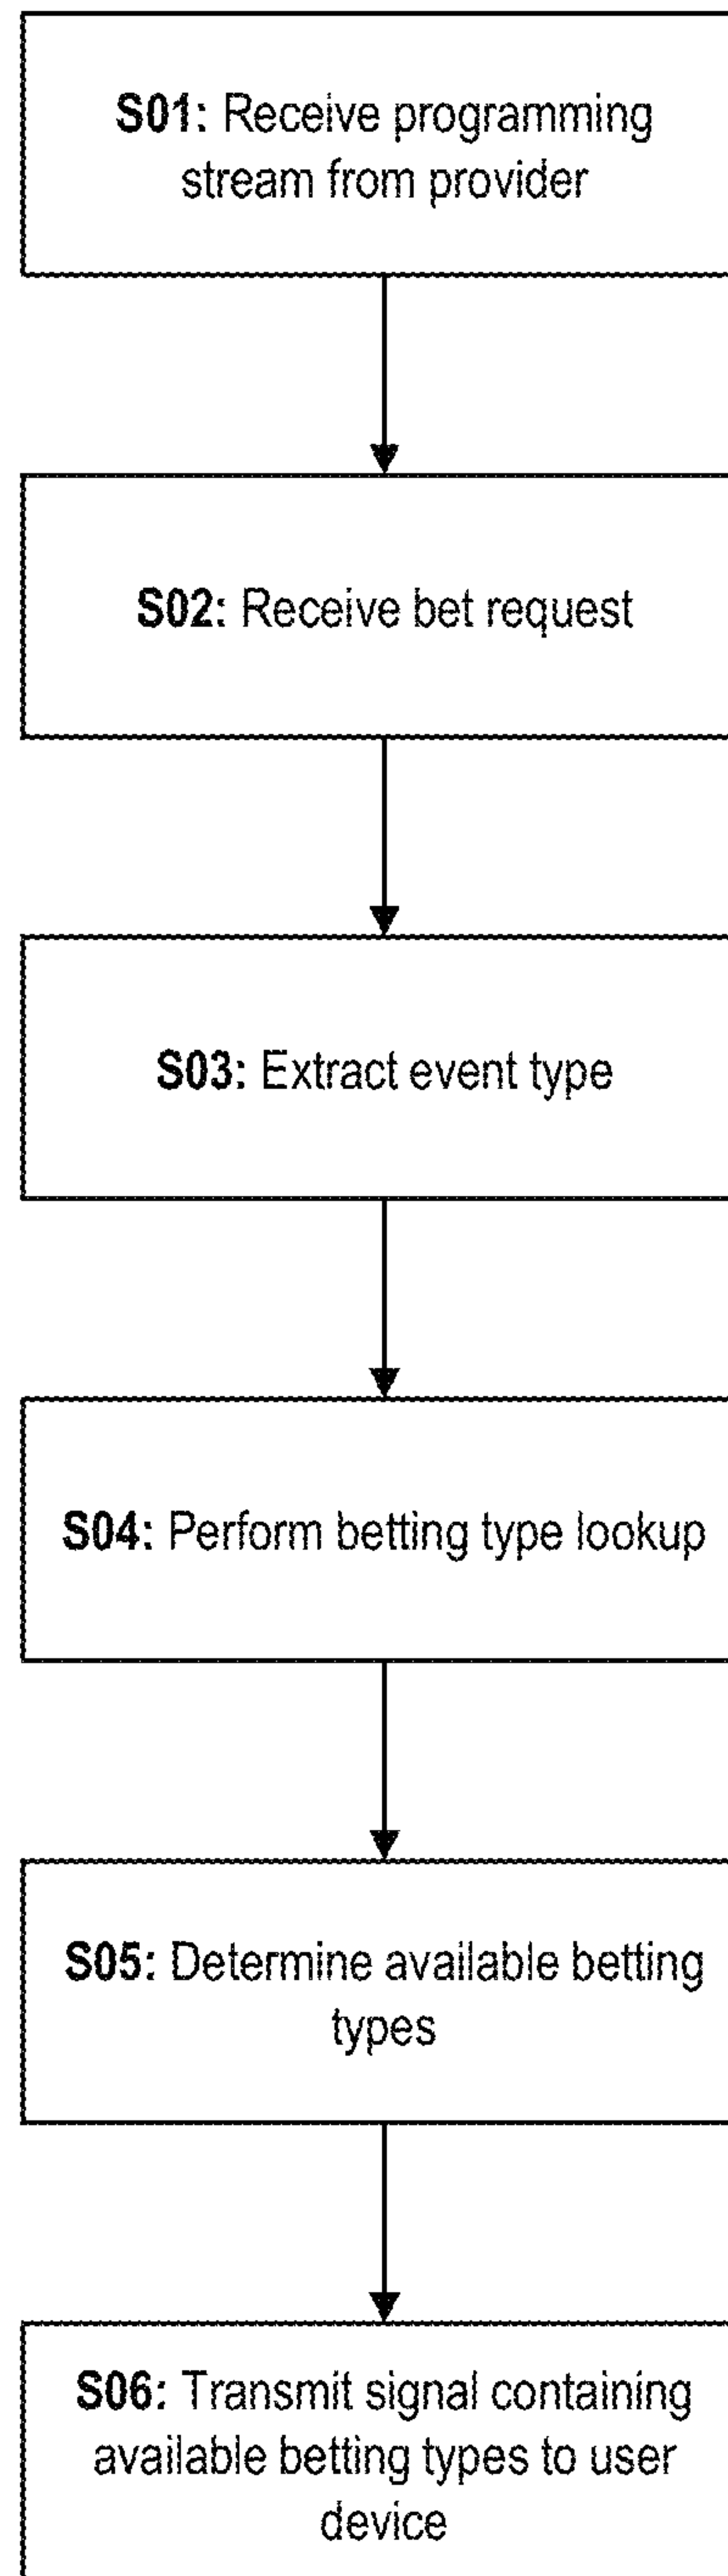 S01: Receive programming
stream from provider
S02: Receive bet request
S03: Extract event type
S04: Perform betting type lookup
S05: Determine available betting
types
S06: Transmit signal containing
available betting types to user
device